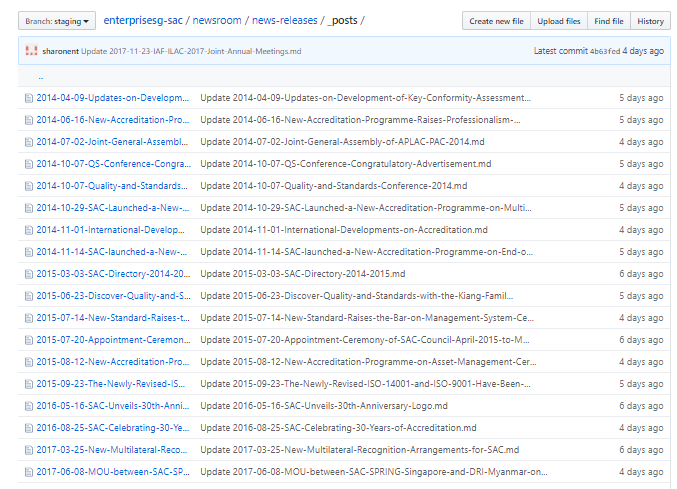 Branch: staging enterprisesg-sac / newsroom / news-releases / _posts / Create new file Upload files Find file History
sharonent Update 2017-11-23-IAF-ILAC-2017-Joint-Annual-Meetings.md Latest commit 4b63fed 4 days ago
..
2014-04-09-Updates-on-Developm... Update 2014-04-09-Updates-on-Development-of-Key-Conformity-Assessment... 5 days ago
2014-06-16-New-Accreditation-Pro... Update 2014-06-16-New-Accreditation-Programme-Raises-Professionalism-... 5 days ago
2014-07-02-Joint-General-Assembl... Update 2014-07-02-Joint-General-Assembly-of-APLAC-PAC-2014.md 4 days ago
2014-10-07-QS-Conference-Congra... Update 2014-10-07-QS-Conference-Congratulatory-Advertisement.md 5 days ago
2014-10-07-Quality-and-Standards... Update 2014-10-07-Quality-and-Standards-Conference-2014.md 4 days ago
2014-10-29-SAC-Launched-a-New-... Update 2014-10-29-SAC-Launched-a-New-Accreditation-Programme-on-Multi... 5 days ago
2014-11-01-International-Develop... Update 2014-11-01-International-Developments-on-Accreditation.md 4 days ago
2014-11-14-SAC-launched-a-New-... Update 2014-11-14-SAC-launched-a-New-Accreditation-Programme-on-End-o... 5 days ago
2015-03-03-SAC-Directory-2014-20... Update 2015-03-03-SAC-Directory-2014-2015.md 6 days ago
2015-06-23-Discover-Quality-and-S... Update 2015-06-23-Discover-Quality-and-Standards-with-the-Kiang-Famil... 5 days ago
2015-07-14-New-Standard-Raises-t... Update 2015-07-14-New-Standard-Raises-the-Bar-on-Management-System-Ce... 4 days ago
2015-07-20-Appointment-Ceremon... Update 2015-07-20-Appointment-Ceremony-of-SAC-Council-April-2015-to-M... 6 days ago
2015-08-12-New-Accreditation-Pro... Update 2015-08-12-New-Accreditation-Programme-on-Asset-Management-Cer... 4 days ago
2015-09-23-The-Newly-Revised-IS... Update 2015-09-23-The-Newly-Revised-ISO-14001-and-ISO-9001-Have-Been-... 5 days ago
2016-05-16-SAC-Unveils-30th-Anni... Update 2016-05-16-SAC-Unveils-30th-Anniversary-Logo.md 6 days ago
2016-08-25-SAC-Celebrating-30-Ye... Update 2016-08-25-SAC-Celebrating-30-Years-of-Accreditation.md 4 days ago
2017-03-25-New-Multilateral-Reco... Update 2017-03-25-New-Multilateral-Recognition-Arrangements-for-SAC.md 6 days ago
2017-06-08-MOU-between-SAC-SP... Update 2017-06-08-MOU-between-SAC-SPRING-Singapore-and-DRI-Myanmar-on... 4 days ago